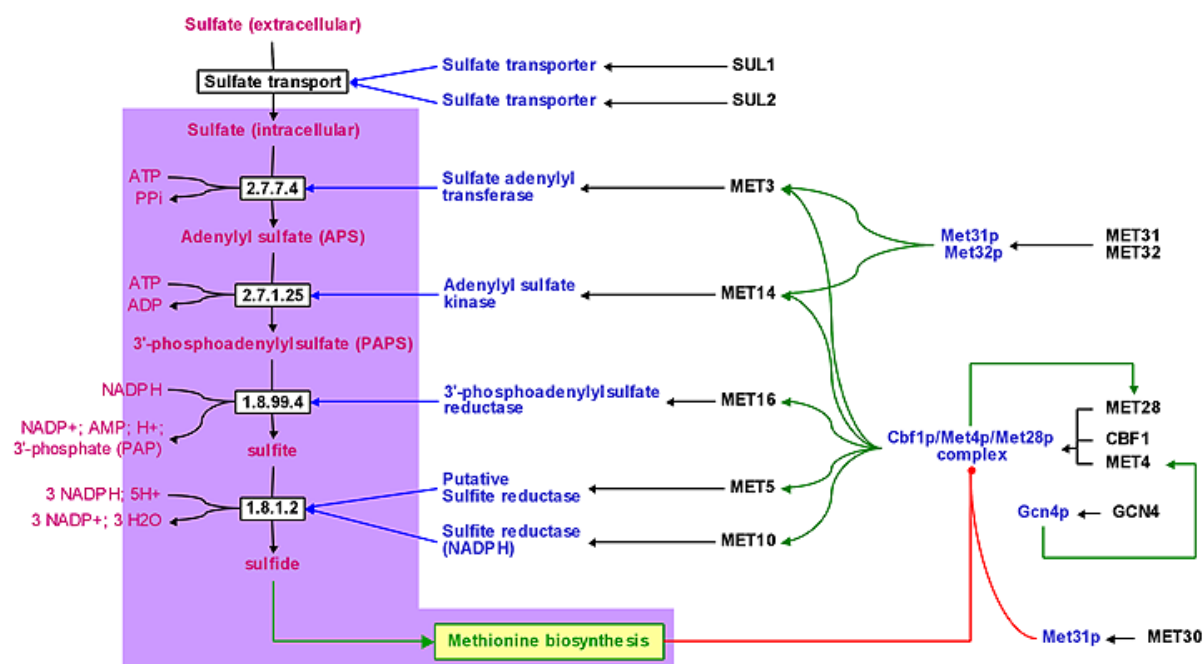 Sulfate (extracellular)
Sulfate transport
Sulfate transporter
SUL1
Sulfate transporter
SUL2
Sulfate (intracellular)
ATP
PPi
2.7.7.4
Sulfate adenylyl
transferase
MET3
Adenylyl sulfate (APS)
Met31p
Met32p
MET31
MET32
ATP
ADP
2.7.1.25
Adenylyl sulfate
kinase
MET14
3'-phosphoadenylylsulfate (PAPS)
NADPH
1.8.99.4
3'-phosphoadenylylsulfate
reductase
MET16
NADP+; AMP; H+;
3'-phosphate (PAP)
sulfite
Cbf1p/Met4p/Met28p
complex
MET28
CBF1
MET4
3 NADPH; 5H+
3 NADP+; 3 H2O
1.8.1.2
Putative
Sulfite reductase
MET5
Sulfite reductase
(NADPH)
MET10
Gcn4p
GCN4
sulfide
Methionine biosynthesis
Met31p
MET30